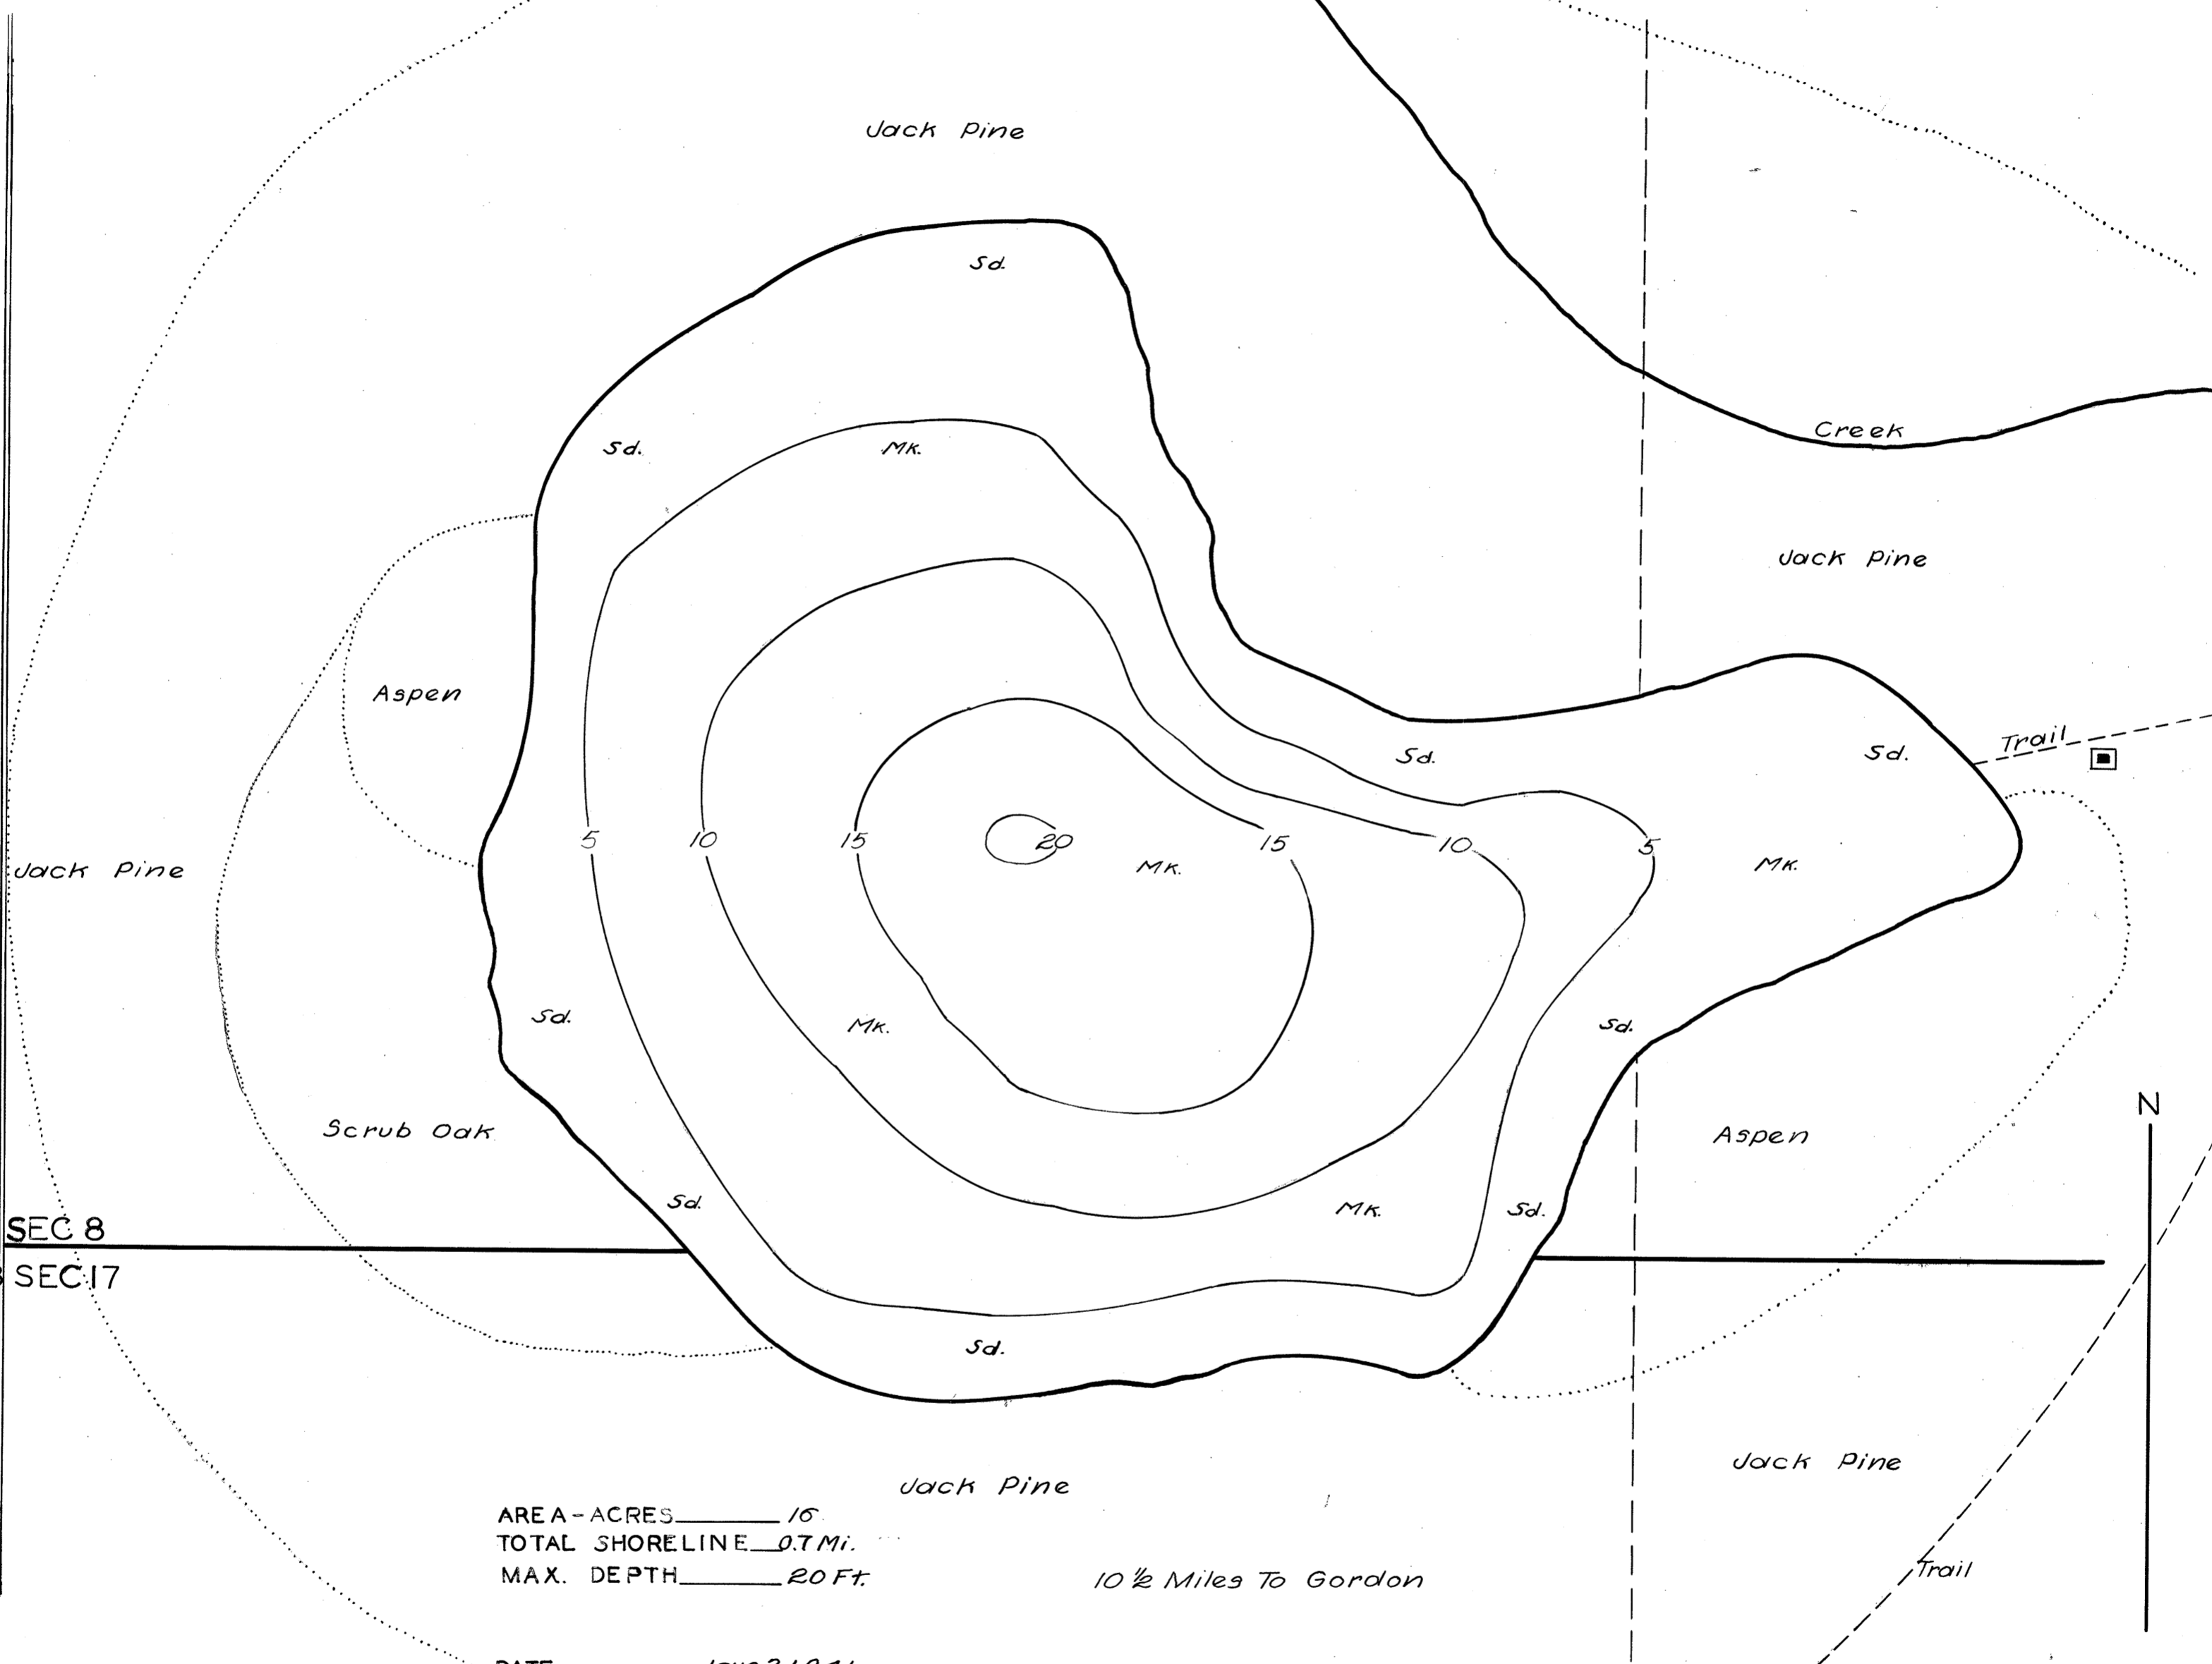 Jack Pine
Sd.
Creek
Sd.
Mk.
Jack Pine
Aspen
Trail
Sd.
Sd.
5
10
15
20
15
10
5
Mk.
Mk.
Jack Pine
Sd.
Mk.
Sd.
N
Scrub Oak
Aspen
Sd.
Mk.
Sd.
SEC 8
SEC 17
Sd.
Jack Pine
Jack Pine
AREA-ACRES 16
TOTAL SHORELINE 0.7 Mi.
MAX. DEPTH 20 Ft.
10 1/2 Miles To Gordon
Trail
DATE